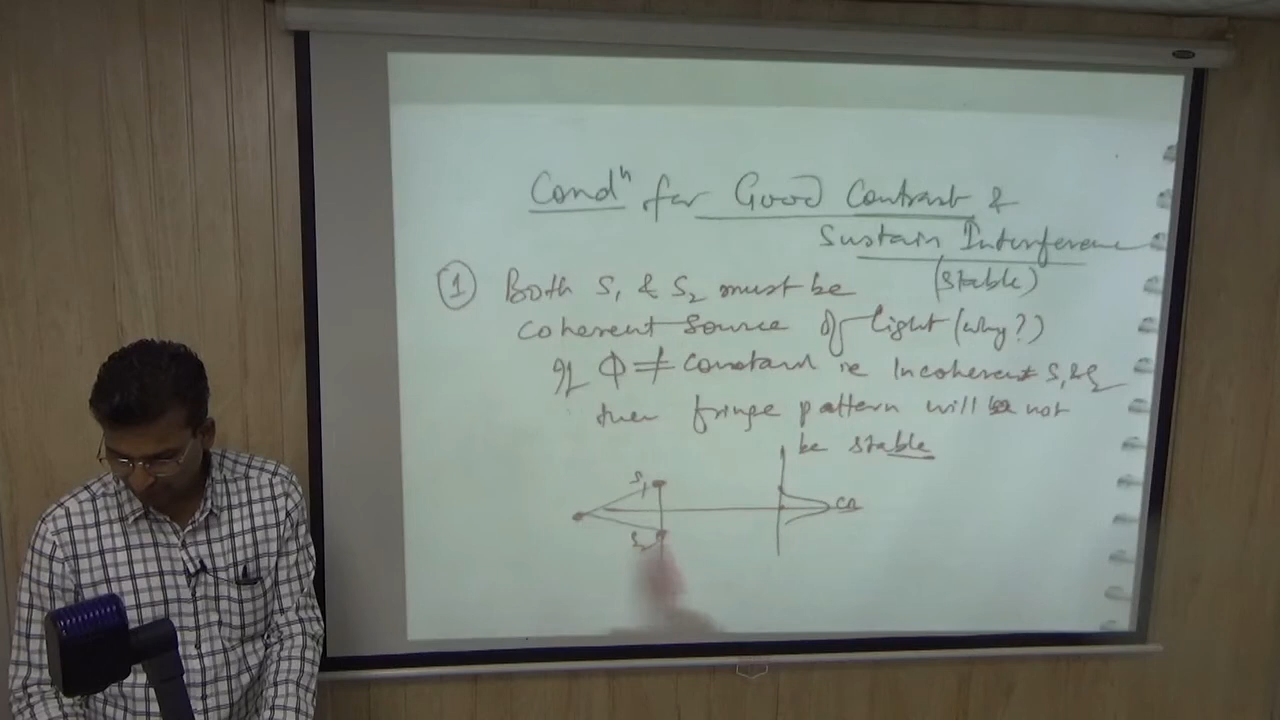 Condⁿ for Good Contrast &
Sustain Interference
(stable)
① Both S₁ & S₂ must be
coherent source of light (why?)
If Φ ≠ constant ie Incoherent S₁ & S₂
then fringe pattern will not
be stable
S₁
S₂